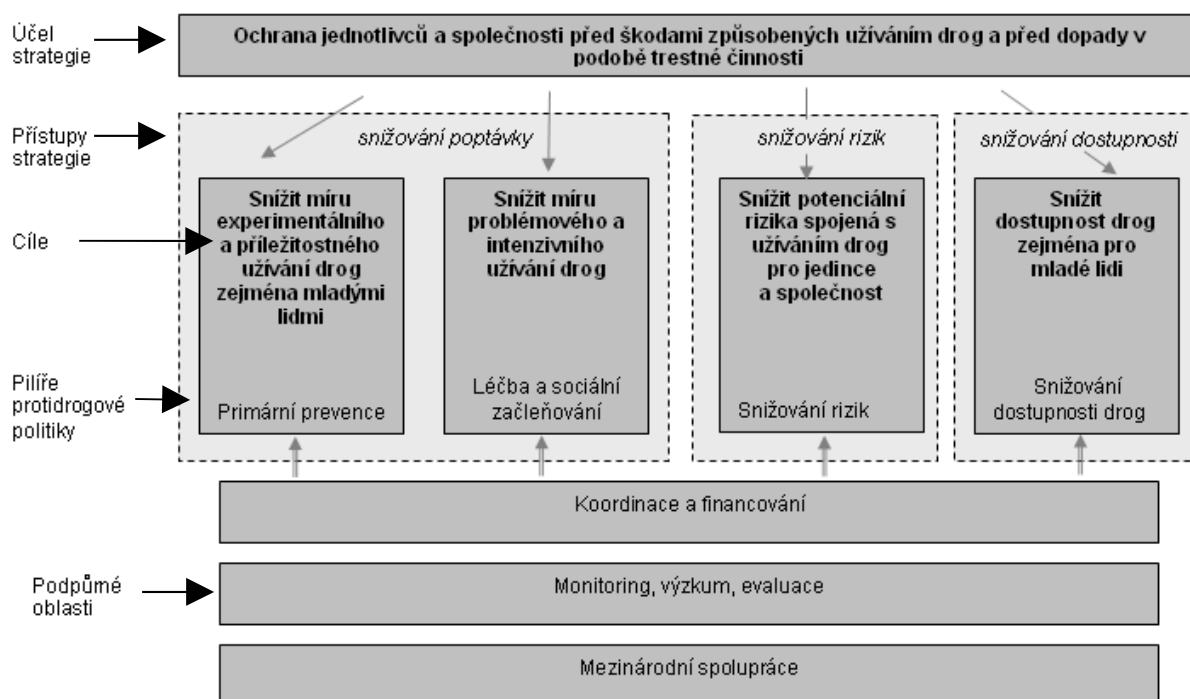 Účel
strategie
Ochrana jednotlivců a společnosti před škodami způsobených užíváním drog a před dopady v
podobě trestné činnosti
Přístupy
strategie
snižování poptávky
snižování rizik
snižování dostupnosti
Cíle
Snížit míru
experimentálního
a příležitostného
užívání drog
zejména mladými
lidmi
Snížit míru
problémového a
intenzivního
užívání drog
Snížit potenciální
rizika spojená s
užíváním drog
pro jedince
a společnost
Snížit
dostupnost drog
zejména pro
mladé lidi
Pilíře
protidrogové
politiky
Primární prevence
Léčba a sociální
začleňování
Snižování rizik
Snižování
dostupnosti drog
Koordinace a financování
Podpůrné
oblasti
Monitoring, výzkum, evaluace
Mezinárodní spolupráce